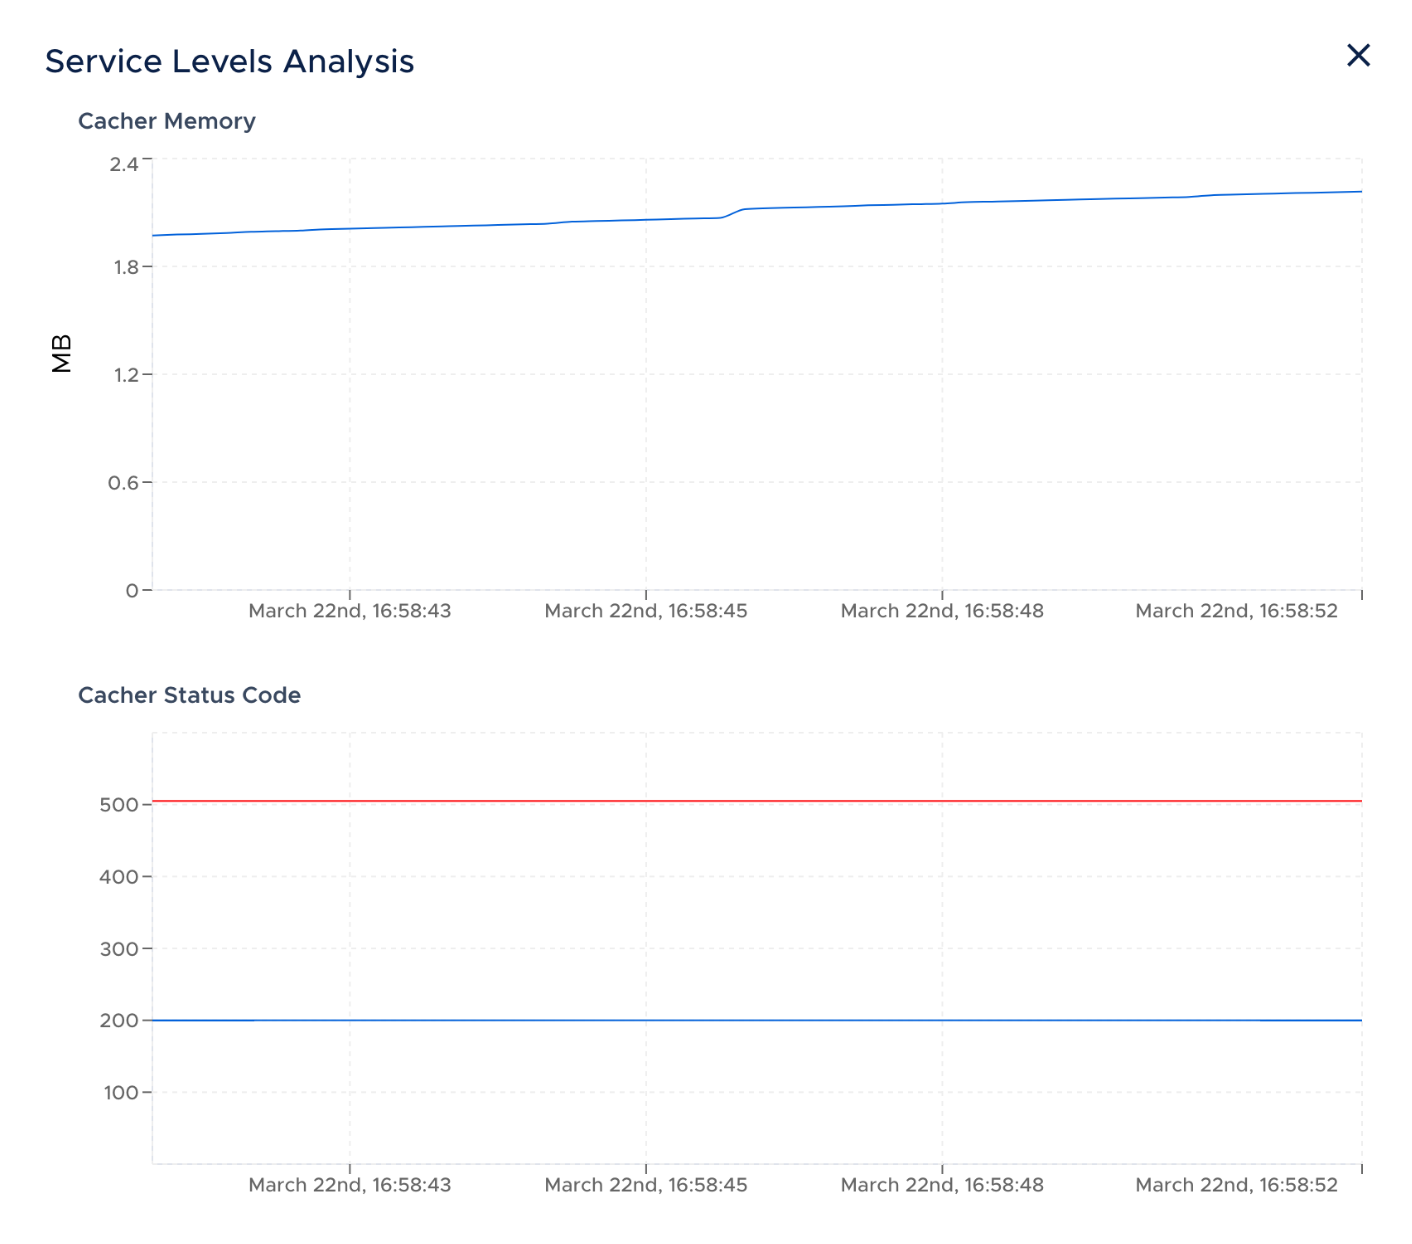 Service Levels Analysis
Cacher Memory
2.4
1.8
MB
1.2
0.6
0
March 22nd, 16:58:43 March 22nd, 16:58:45 March 22nd, 16:58:48 March 22nd, 16:58:52
Cacher Status Code
500
400
300
200
100
March 22nd, 16:58:43 March 22nd, 16:58:45 March 22nd, 16:58:48 March 22nd, 16:58:52